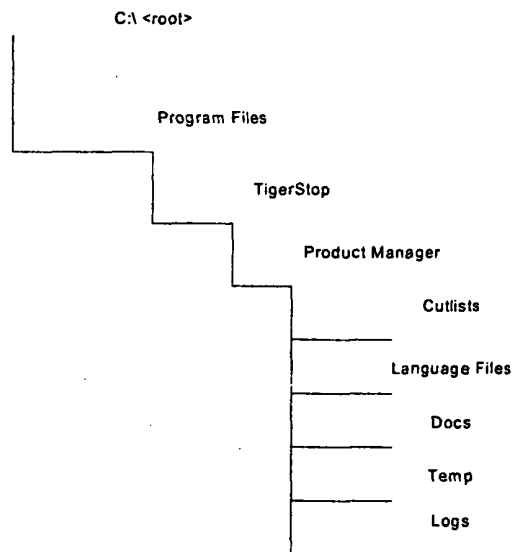 C:\ <root>
Program Files
TigerStop
Product Manager
Cutlists
Language Files
Docs
Temp
Logs